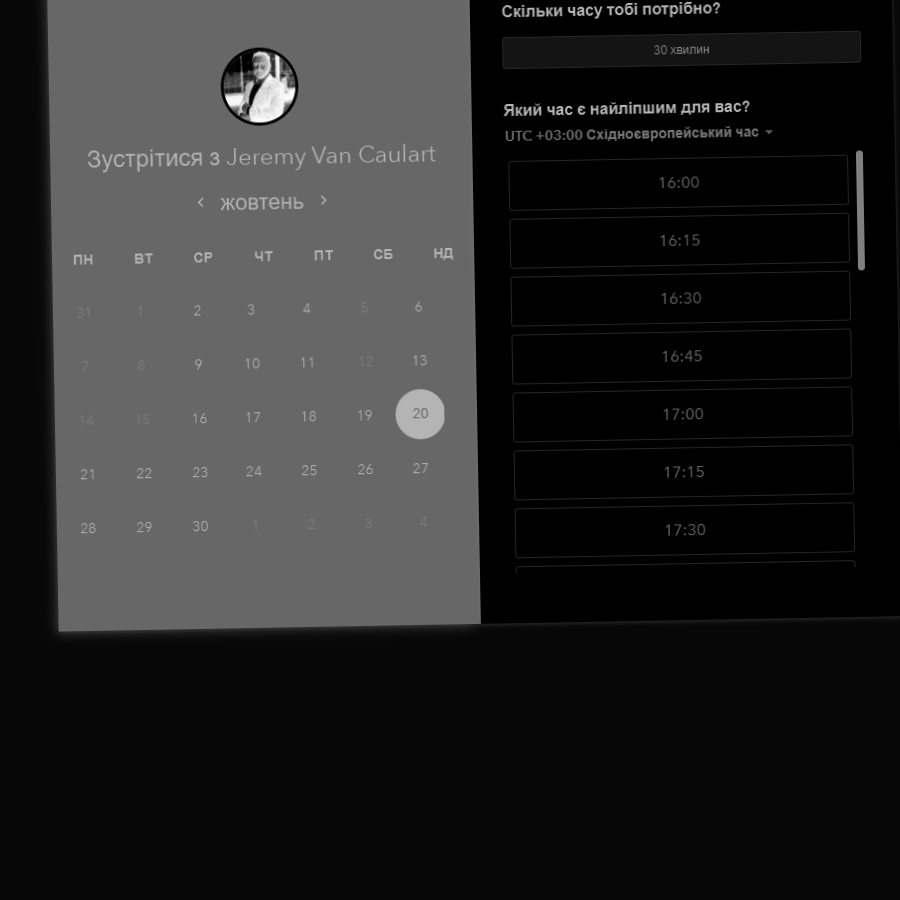 Зустрітися з Jeremy Van Caulart
‹ жовтень ›
ПН ВТ СР ЧТ ПТ СБ НД
31 1 2 3 4 5 6
7 8 9 10 11 12 13
14 15 16 17 18 19 20
21 22 23 24 25 26 27
28 29 30 1 2 3 4
Скільки часу тобі потрібно?
30 хвилин
Який час є найліпшим для вас?
UTC +03:00 Східноєвропейський час
16:00
16:15
16:30
16:45
17:00
17:15
17:30